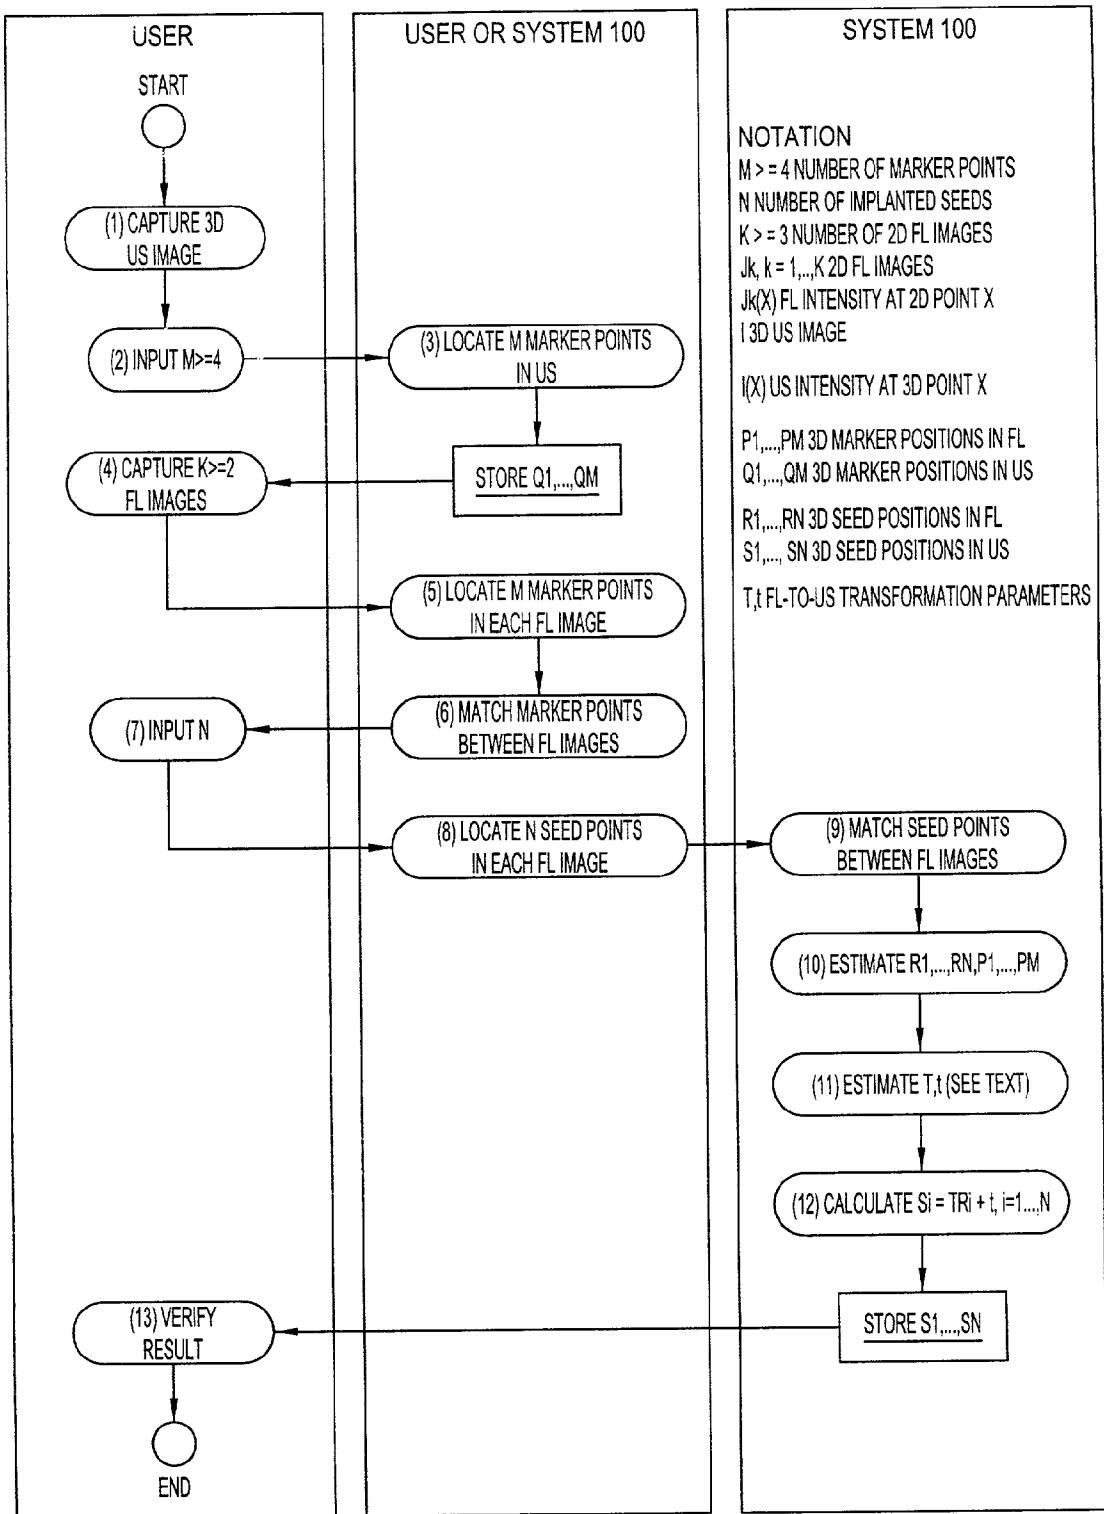 USER
START
(1) CAPTURE 3D
US IMAGE
(2) INPUT M>=4
(4) CAPTURE K>=2
FL IMAGES
(7) INPUT N
(13) VERIFY
RESULT
END
USER OR SYSTEM 100
(3) LOCATE M MARKER POINTS
IN US
STORE Q1,...,QM
(5) LOCATE M MARKER POINTS
IN EACH FL IMAGE
(6) MATCH MARKER POINTS
BETWEEN FL IMAGES
(8) LOCATE N SEED POINTS
IN EACH FL IMAGE
SYSTEM 100
NOTATION
M > = 4 NUMBER OF MARKER POINTS
N NUMBER OF IMPLANTED SEEDS
K > = 3 NUMBER OF 2D FL IMAGES
Jk, k = 1,..,K 2D FL IMAGES
Jk(X) FL INTENSITY AT 2D POINT X
I 3D US IMAGE
I(X) US INTENSITY AT 3D POINT X
P1,...,PM 3D MARKER POSITIONS IN FL
Q1,...,QM 3D MARKER POSITIONS IN US
R1,...,RN 3D SEED POSITIONS IN FL
S1,..., SN 3D SEED POSITIONS IN US
T,t FL-TO-US TRANSFORMATION PARAMETERS
(9) MATCH SEED POINTS
BETWEEN FL IMAGES
(10) ESTIMATE R1,...,RN,P1,...,PM
(11) ESTIMATE T,t (SEE TEXT)
(12) CALCULATE Si = TRi + t, i=1...,N
STORE S1,...,SN